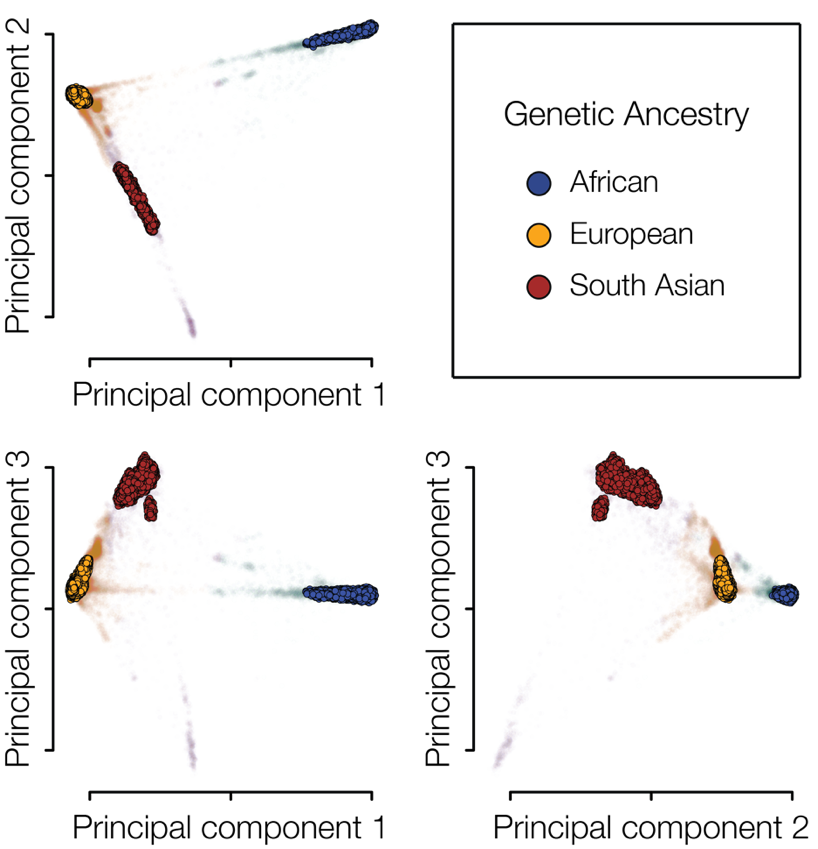 Principal component 2
Principal component 1
Genetic Ancestry
African
European
South Asian
Principal component 3
Principal component 1
Principal component 3
Principal component 2